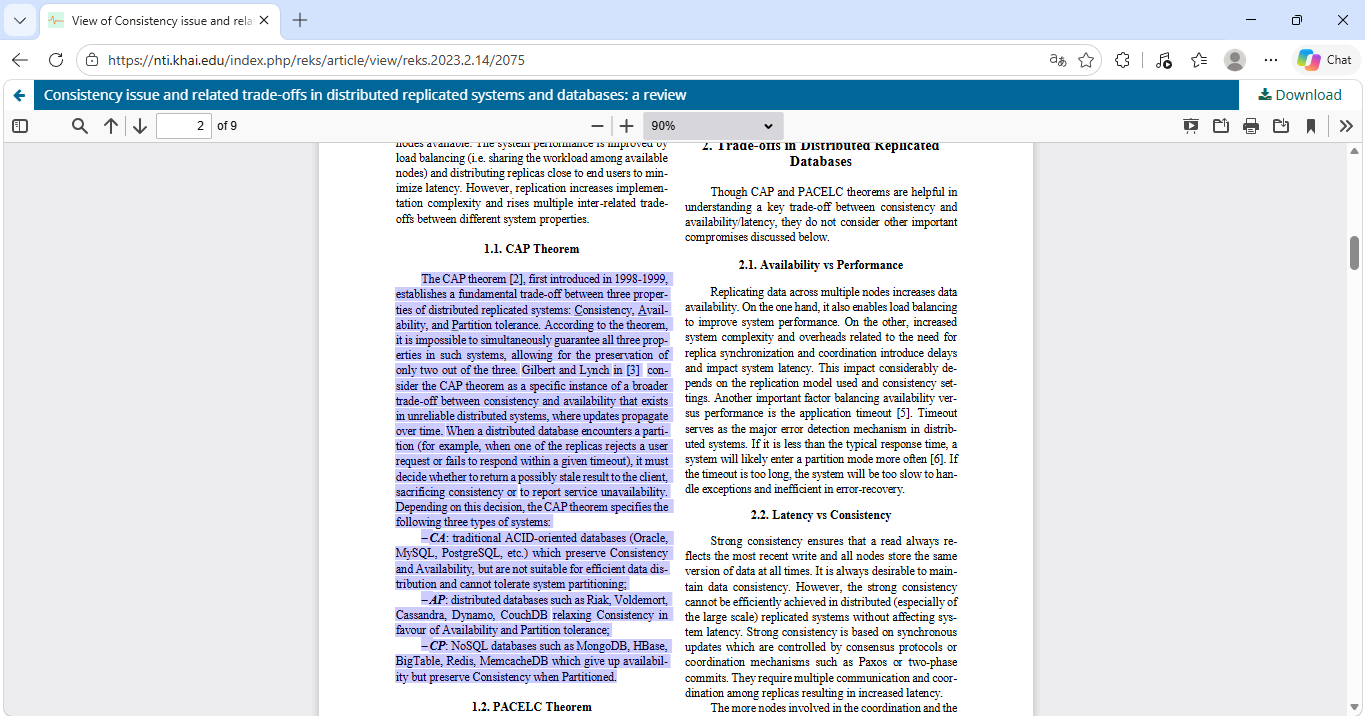 View of Consistency issue and rela
https://nti.khai.edu/index.php/reks/article/view/reks.2023.2.14/2075
Chat
Consistency issue and related trade-offs in distributed replicated systems and databases: a review
Download
2 of 9
90%
nodes available. The system performance is improved by
load balancing (i.e. sharing the workload among available
nodes) and distributing replicas close to end users to min-
imize latency. However, replication increases implemen-
tation complexity and rises multiple inter-related trade-
offs between different system properties.
1.1. CAP Theorem
The CAP theorem [2], first introduced in 1998-1999,
establishes a fundamental trade-off between three proper-
ties of distributed replicated systems: Consistency, Avail-
ability, and Partition tolerance. According to the theorem,
it is impossible to simultaneously guarantee all three prop-
erties in such systems, allowing for the preservation of
only two out of the three. Gilbert and Lynch in [3] con-
sider the CAP theorem as a specific instance of a broader
trade-off between consistency and availability that exists
in unreliable distributed systems, where updates propagate
over time. When a distributed database encounters a parti-
tion (for example, when one of the replicas rejects a user
request or fails to respond within a given timeout), it must
decide whether to return a possibly stale result to the client,
sacrificing consistency or to report service unavailability.
Depending on this decision, the CAP theorem specifies the
following three types of systems:
– CA: traditional ACID-oriented databases (Oracle,
MySQL, PostgreSQL, etc.) which preserve Consistency
and Availability, but are not suitable for efficient data dis-
tribution and cannot tolerate system partitioning;
– AP: distributed databases such as Riak, Voldemort,
Cassandra, Dynamo, CouchDB relaxing Consistency in
favour of Availability and Partition tolerance;
– CP: NoSQL databases such as MongoDB, HBase,
BigTable, Redis, MemcacheDB which give up availabil-
ity but preserve Consistency when Partitioned.
1.2. PACELC Theorem
2. Trade-offs in Distributed Replicated
Databases
Though CAP and PACELC theorems are helpful in
understanding a key trade-off between consistency and
availability/latency, they do not consider other important
compromises discussed below.
2.1. Availability vs Performance
Replicating data across multiple nodes increases data
availability. On the one hand, it also enables load balancing
to improve system performance. On the other, increased
system complexity and overheads related to the need for
replica synchronization and coordination introduce delays
and impact system latency. This impact considerably de-
pends on the replication model used and consistency set-
tings. Another important factor balancing availability ver-
sus performance is the application timeout [5]. Timeout
serves as the major error detection mechanism in distrib-
uted systems. If it is less than the typical response time, a
system will likely enter a partition mode more often [6]. If
the timeout is too long, the system will be too slow to han-
dle exceptions and inefficient in error-recovery.
2.2. Latency vs Consistency
Strong consistency ensures that a read always re-
flects the most recent write and all nodes store the same
version of data at all times. It is always desirable to main-
tain data consistency. However, the strong consistency
cannot be efficiently achieved in distributed (especially of
the large scale) replicated systems without affecting sys-
tem latency. Strong consistency is based on synchronous
updates which are controlled by consensus protocols or
coordination mechanisms such as Paxos or two-phase
commits. They require multiple communication and coor-
dination among replicas resulting in increased latency.
The more nodes involved in the coordination and the